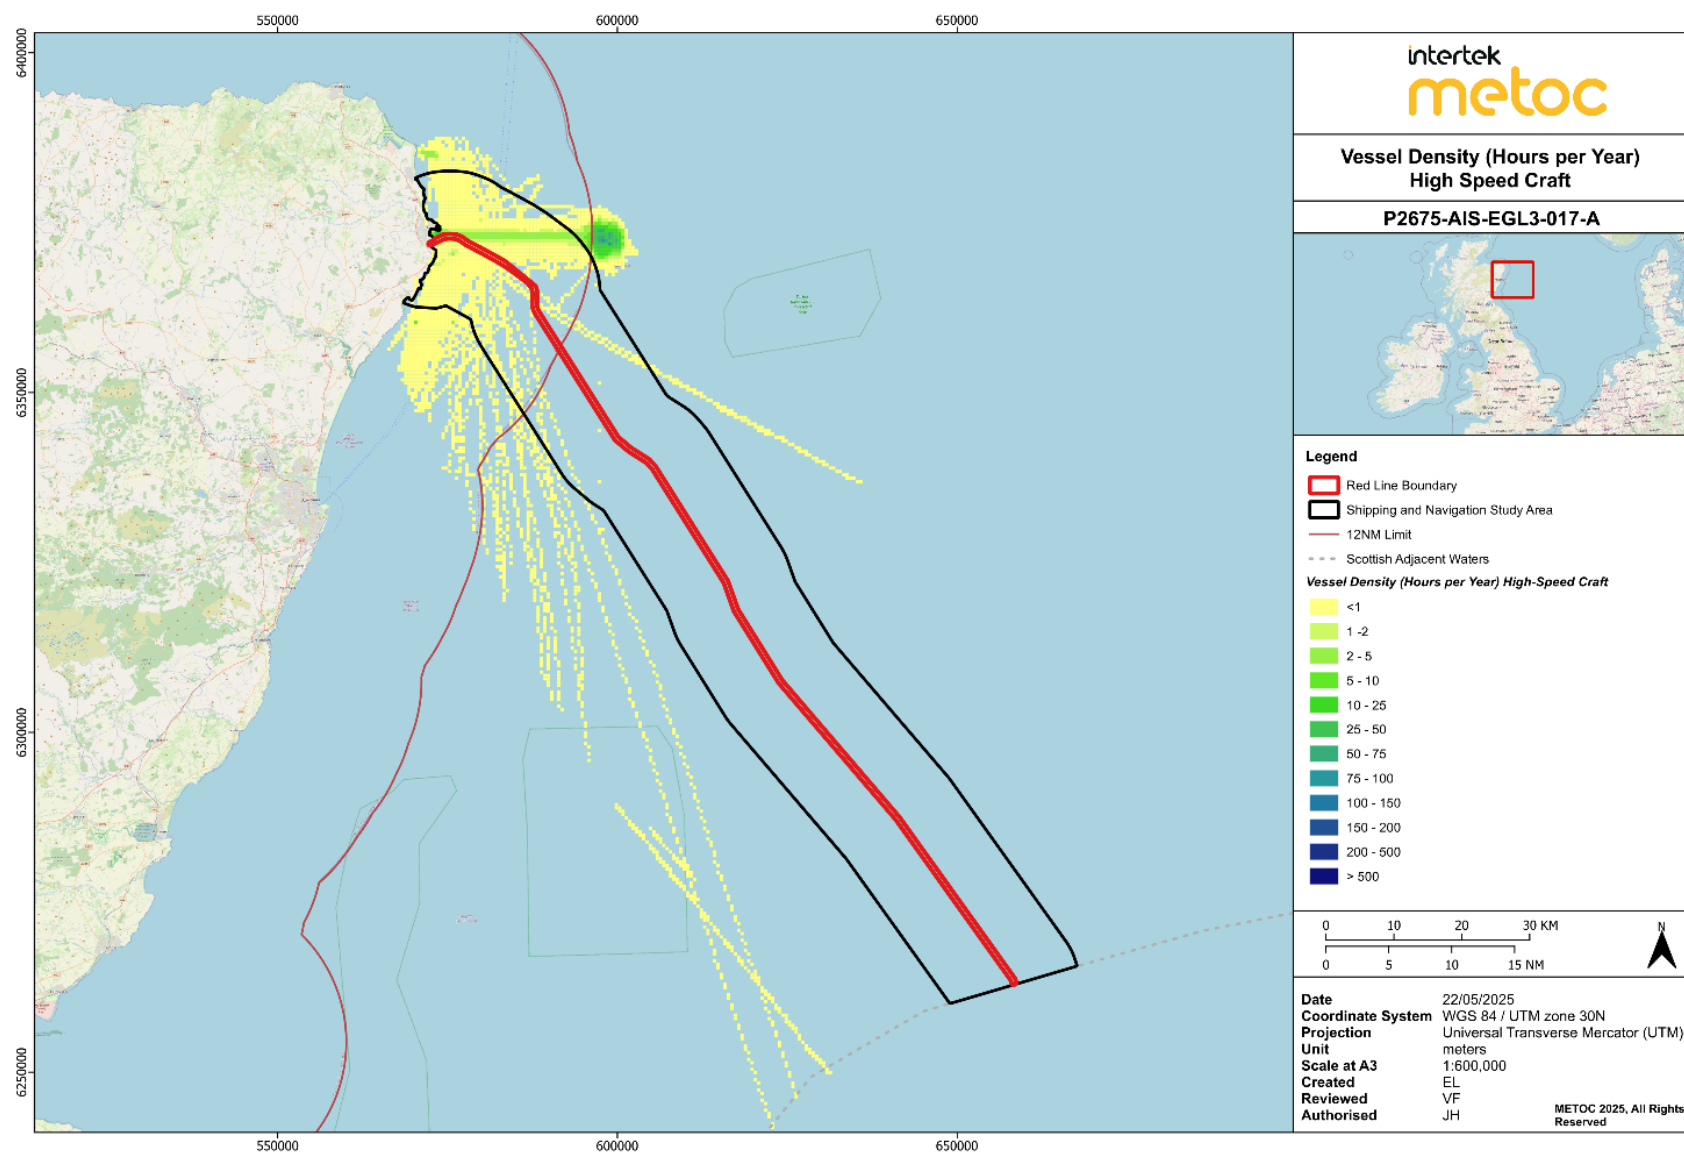 550000
600000
650000
6400000
6350000
6300000
6250000
550000
600000
650000
intertek
metoc
Vessel Density (Hours per Year)
High Speed Craft
P2675-AIS-EGL3-017-A
Legend
Red Line Boundary
Shipping and Navigation Study Area
12NM Limit
Scottish Adjacent Waters
Vessel Density (Hours per Year) High-Speed Craft
<1
1 -2
2 - 5
5 - 10
10 - 25
25 - 50
50 - 75
75 - 100
100 - 150
150 - 200
200 - 500
> 500
0 10 20 30 KM
0 5 10 15 NM
N
Date 22/05/2025
Coordinate System WGS 84 / UTM zone 30N
Projection Universal Transverse Mercator (UTM)
Unit meters
Scale at A3 1:600,000
Created EL
Reviewed VF
Authorised JH
METOC 2025, All Rights
Reserved